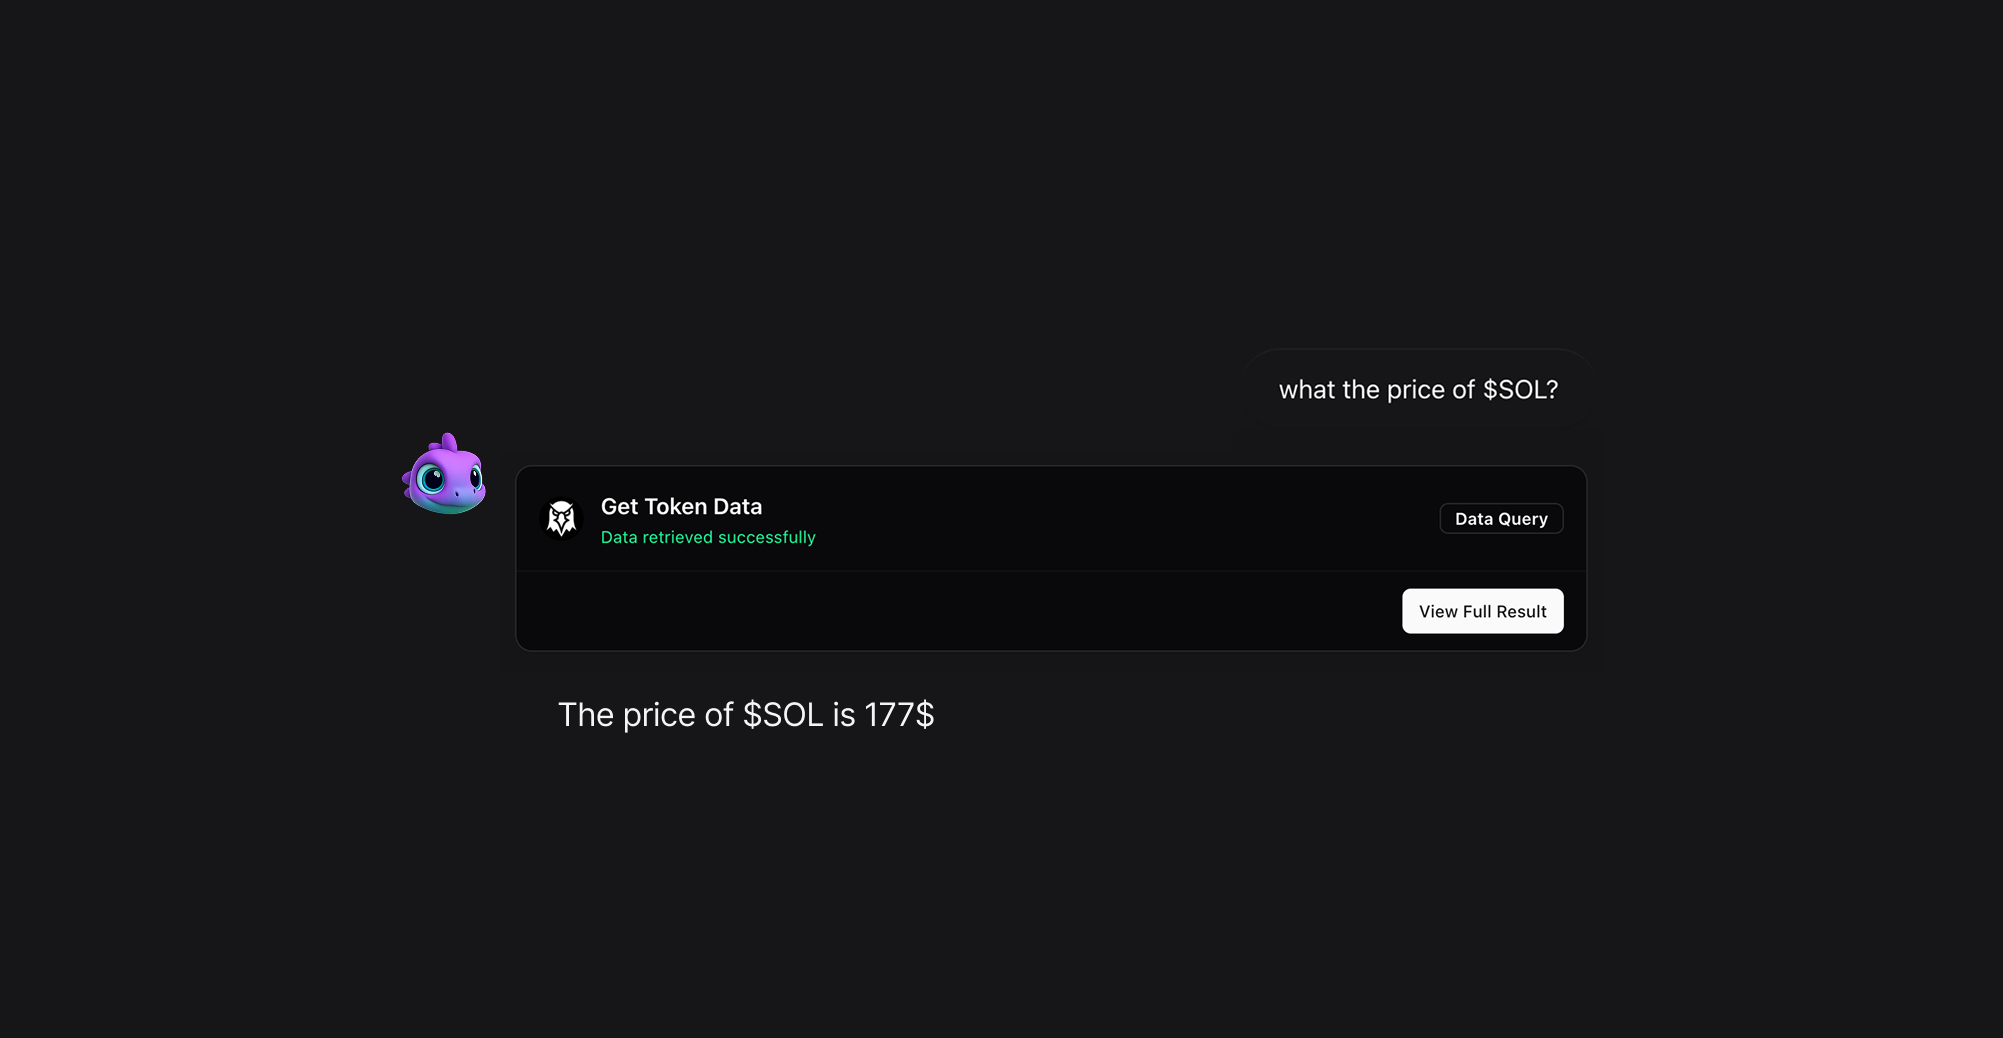 what the price of $SOL?
Get Token Data
Data retrieved successfully
Data Query
View Full Result
The price of $SOL is 177$